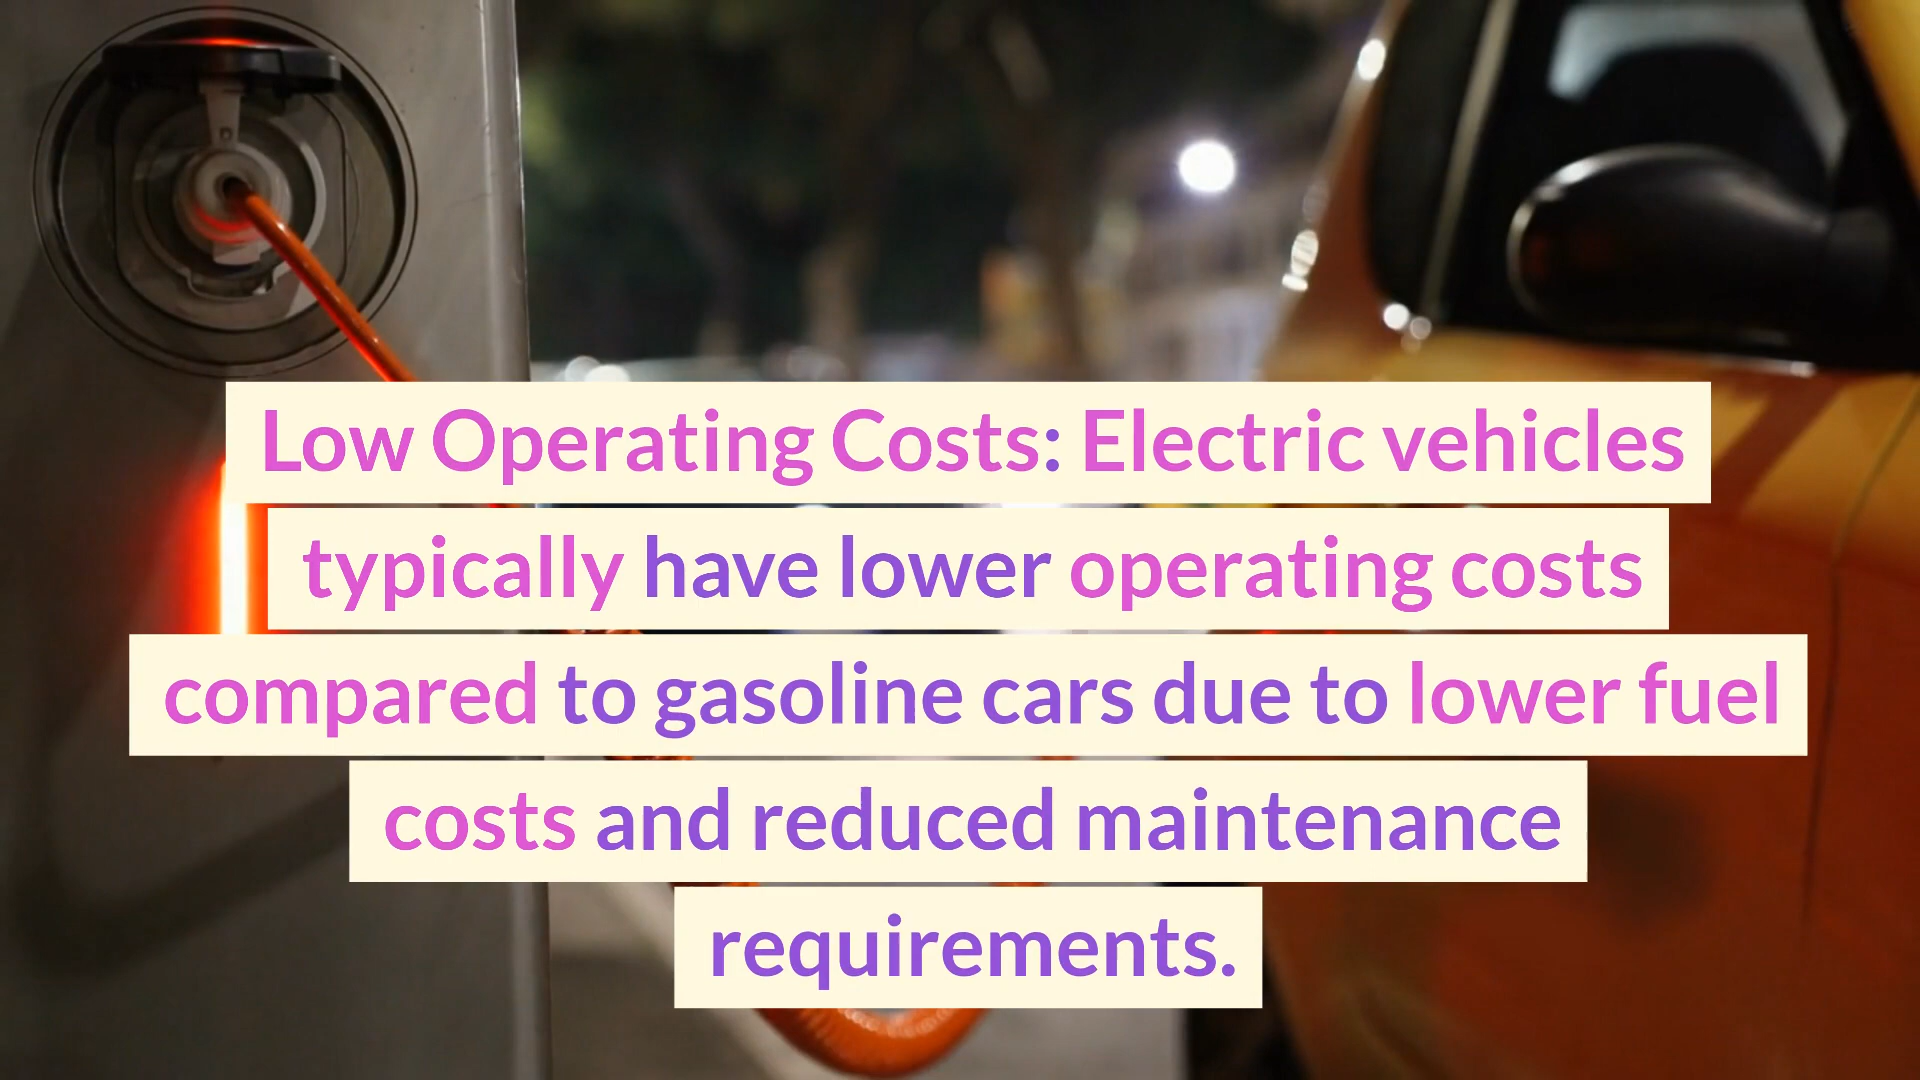 Low Operating Costs: Electric vehicles
typically have lower operating costs
compared to gasoline cars due to lower fuel
costs and reduced maintenance
requirements.